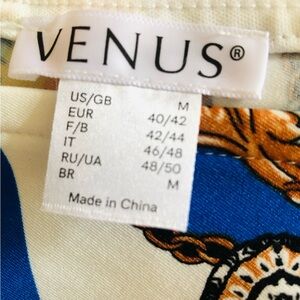 VENUS®
US/GB M
EUR 40/42
F/B 42/44
IT 46/48
RU/UA 48/50
BR M
Made in China